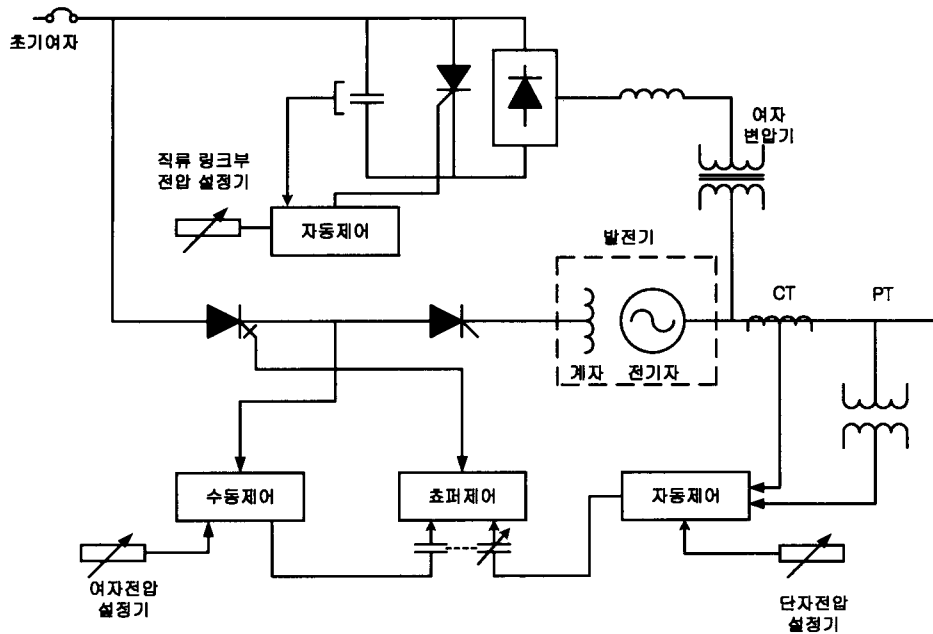 초기여자
여자
변압기
직류 링크부
전압 설정기
자동제어
발전기
CT
PT
계자
전기자
수동제어
쵸퍼제어
자동제어
여자전압
설정기
단자전압
설정기